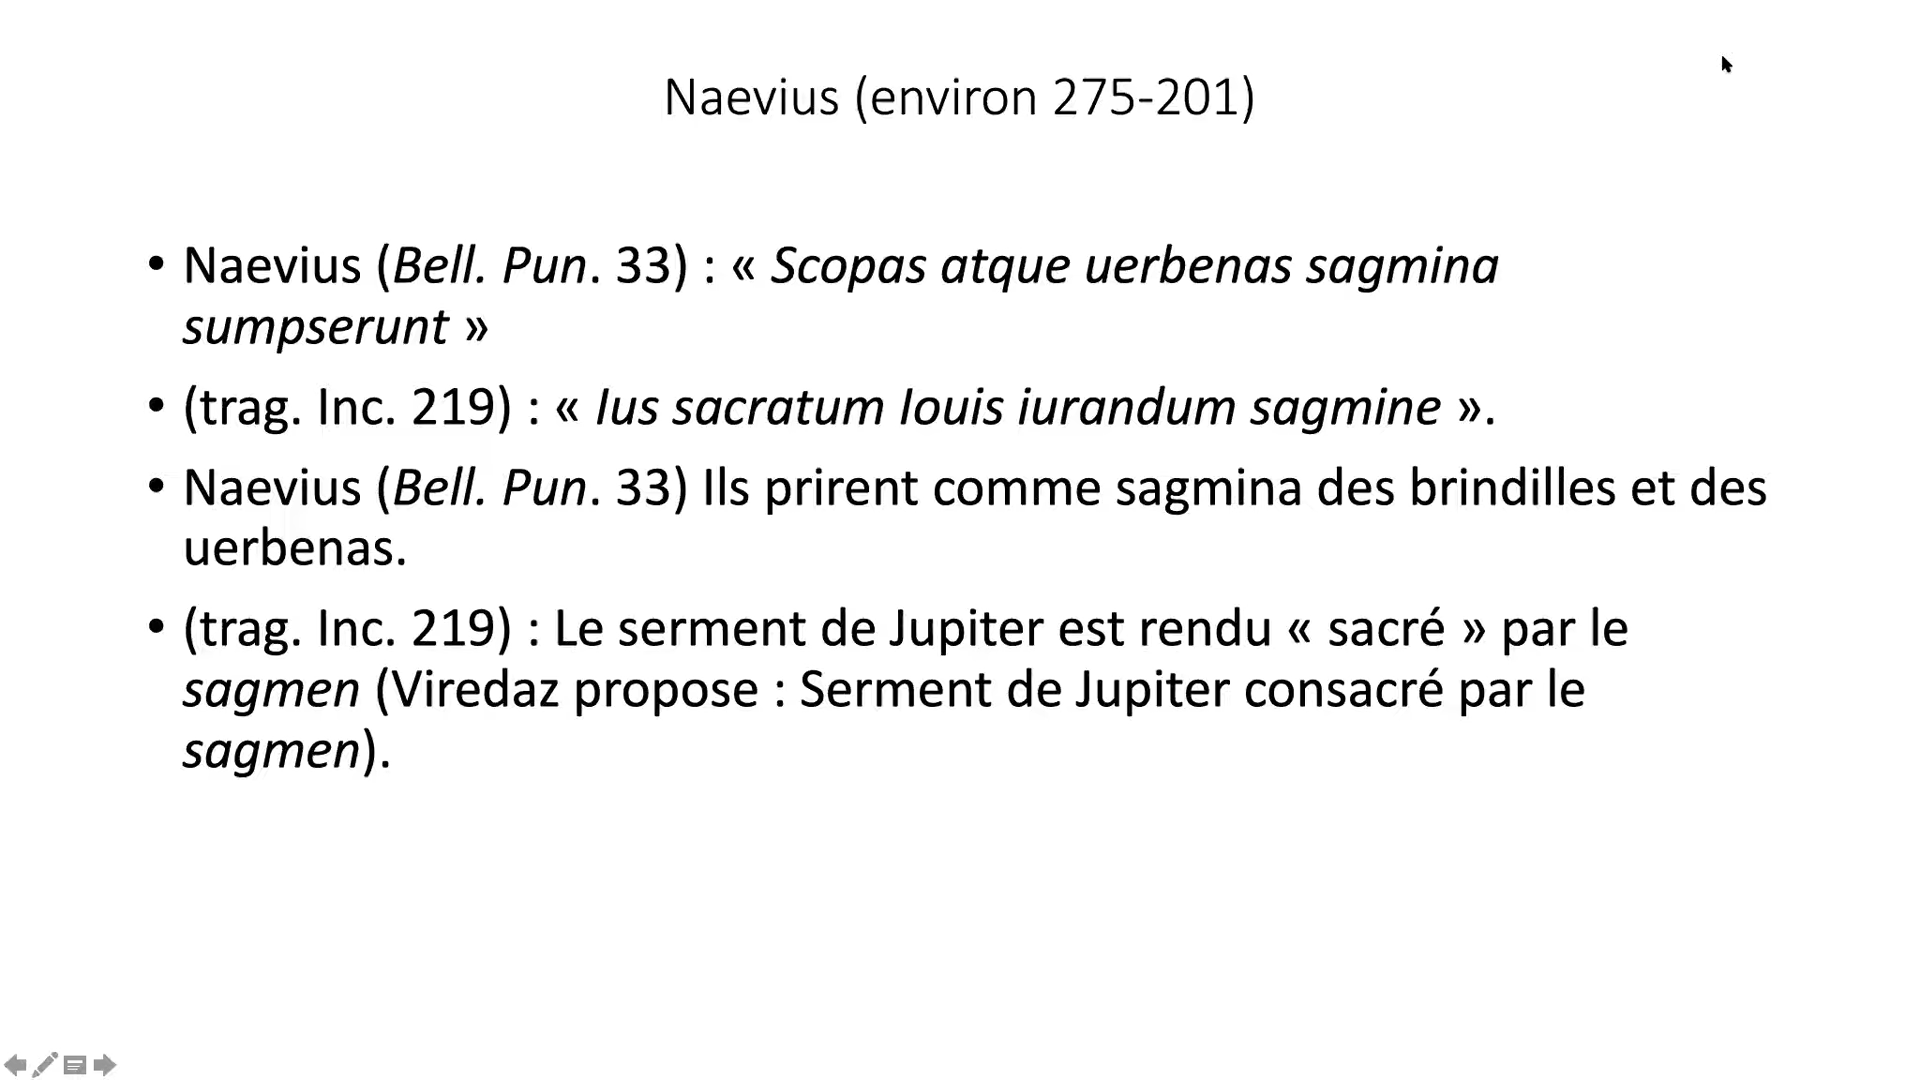 Naevius (environ 275-201)
• Naevius (Bell. Pun. 33) : « Scopas atque uerbenas sagmina
sumpserunt »
• (trag. Inc. 219) : « Ius sacratum Iouis iurandum sagmine ».
• Naevius (Bell. Pun. 33) Ils prirent comme sagmina des brindilles et des
uerbenas.
• (trag. Inc. 219) : Le serment de Jupiter est rendu « sacré » par le
sagmen (Viredaz propose : Serment de Jupiter consacré par le
sagmen).